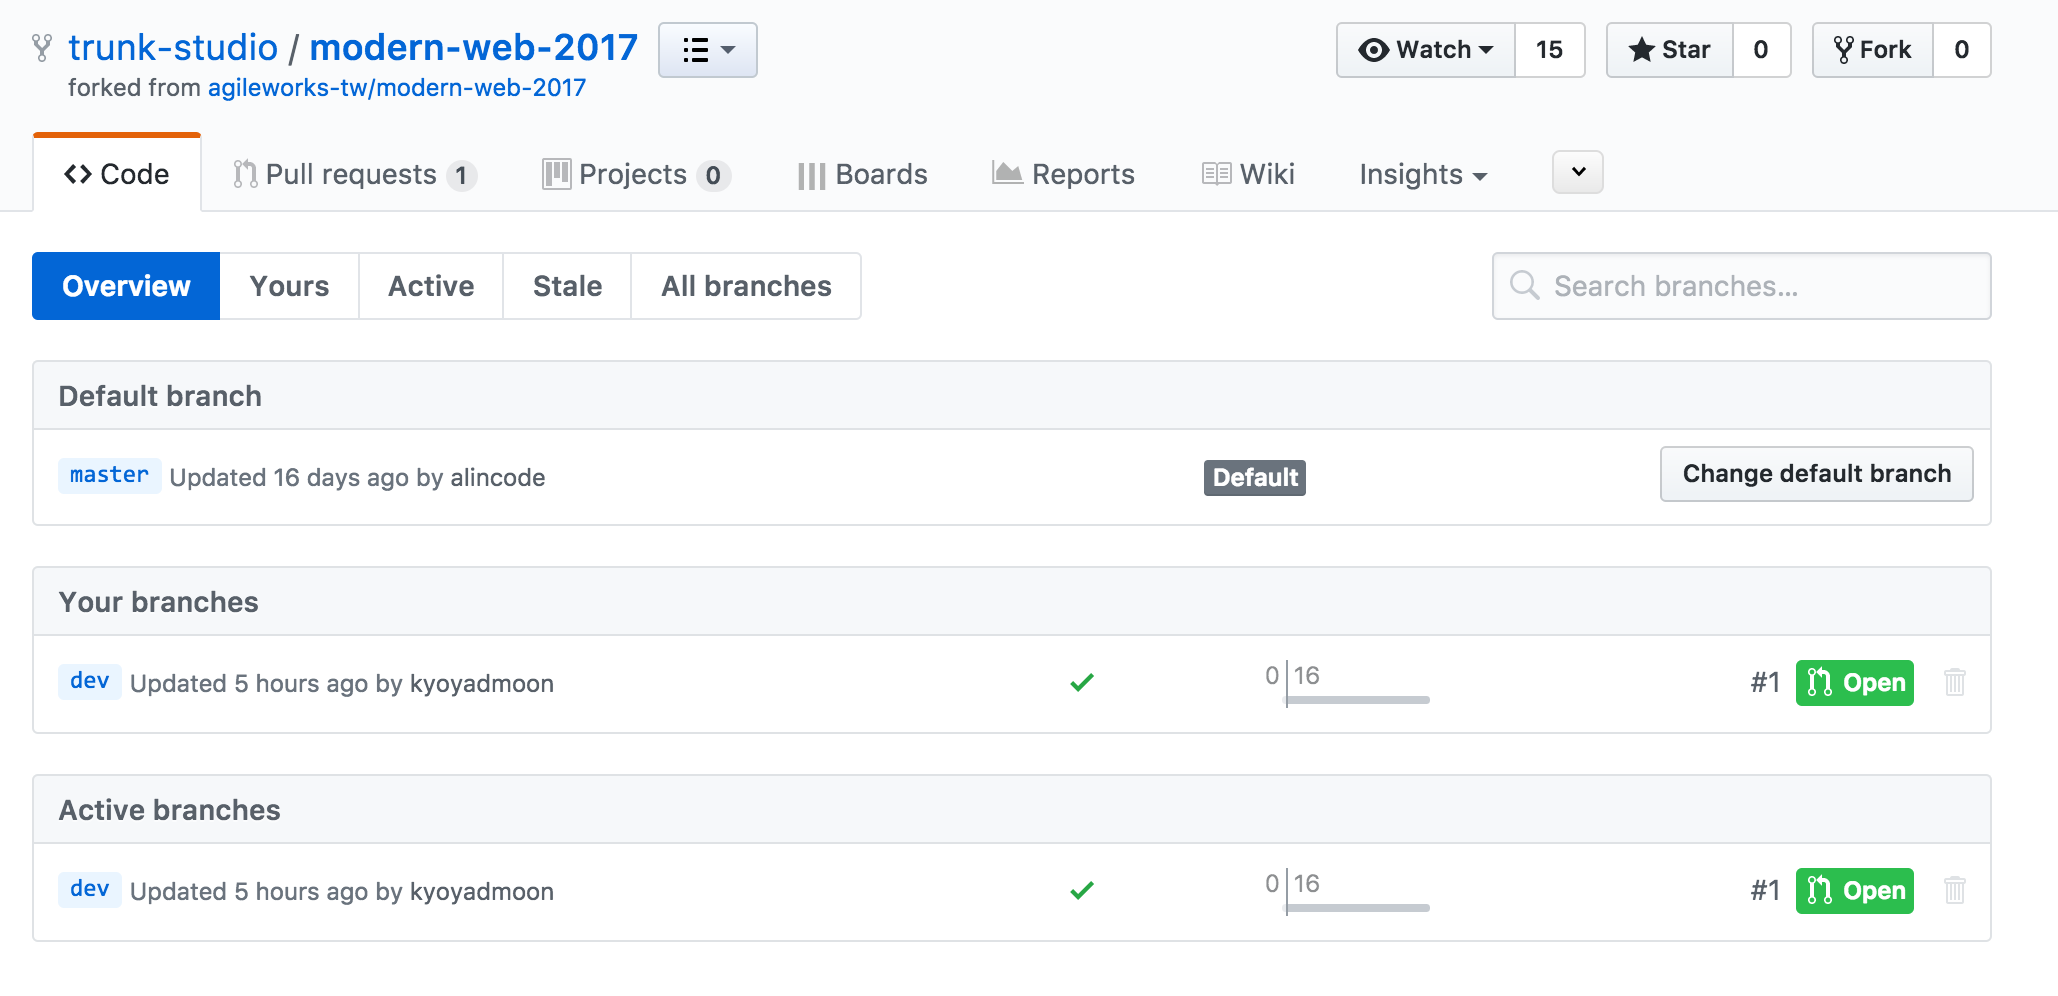 trunk-studio / modern-web-2017
forked from agileworks-tw/modern-web-2017
Watch 15 Star 0 Fork 0
Code Pull requests 1 Projects 0 Boards Reports Wiki Insights
Overview Yours Active Stale All branches
Search branches...
Default branch
master Updated 16 days ago by alincode Default Change default branch
Your branches
dev Updated 5 hours ago by kyoyadmoon 0 16 #1 Open
Active branches
dev Updated 5 hours ago by kyoyadmoon 0 16 #1 Open